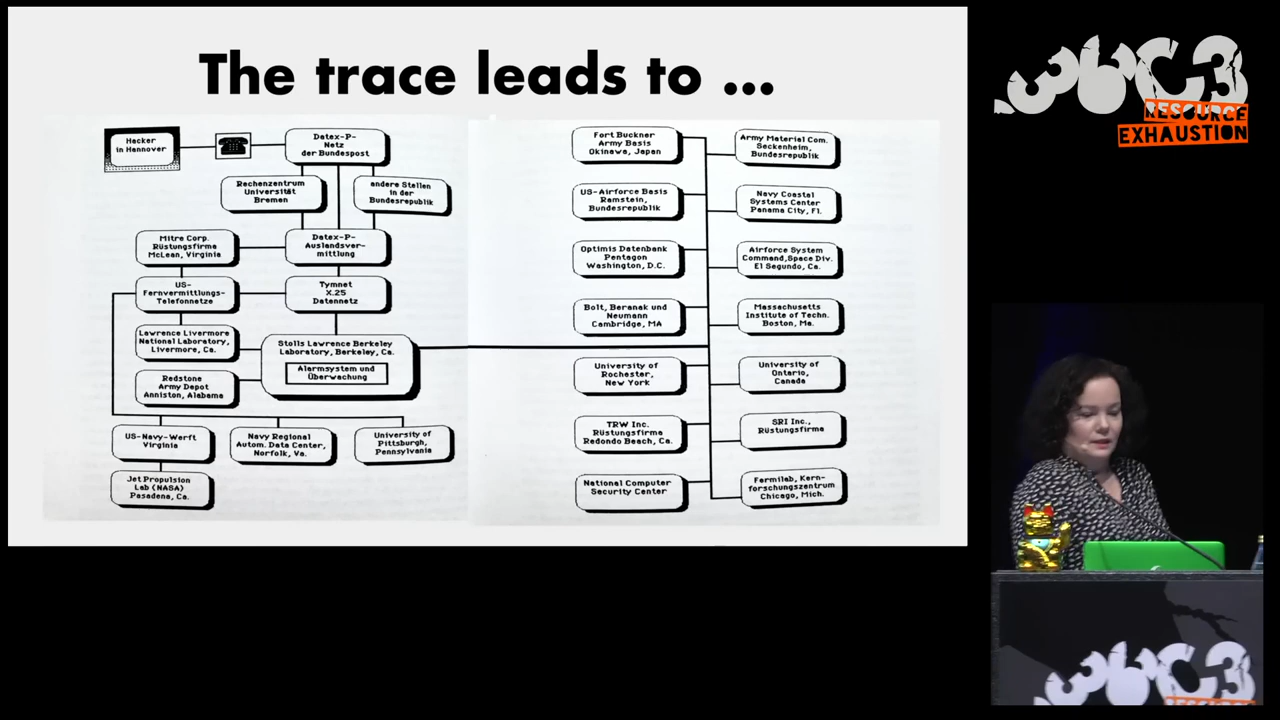 The trace leads to ...
Hacker
in Hannover
Datex-P-
Netz
der Bundespost
Rechenzentrum
Universität
Bremen
andere Stellen
in der
Bundesrepublik
Mitre Corp.
Rüstungsfirma
McLean, Virginia
Datex-P-
Auslandsver-
mittlung
US-
Fernvermittlungs-
Telefonnetze
Tymnet
X.25
Datennetz
Lawrence Livermore
National Laboratory,
Livermore, Ca.
Stolls Lawrence Berkeley
Laboratory, Berkeley, Ca.
Alarmsystem und
Überwachung
Redstone
Army Depot
Anniston, Alabama
US-Navy-Werft
Virginia
Navy Regional
Autom. Data Center,
Norfolk, Va.
University of
Pittsburgh,
Pennsylvania
Jet Propulsion
Lab (NASA)
Pasadena, Ca.
Fort Buckner
Army Basis
Okinawa, Japan
Army Material Com.
Seckenheim,
Bundesrepublik
US-Airforce Basis
Ramstein,
Bundesrepublik
Navy Coastal
Systems Center
Panama City, Fl.
Optimis Datenbank
Pentagon
Washington, D.C.
Airforce System
Command,Space Div.
El Segundo, Ca.
Bolt, Beranak und
Neumann
Cambridge, MA
Massachusetts
Institute of Techn.
Boston, Ma.
University of
Rochester,
New York
University of
Ontario,
Canada
TRW Inc.
Rüstungsfirma
Redondo Beach, Ca.
SRI Inc.,
Rüstungsfirma
National Computer
Security Center
Fermilab, Kern-
forschungszentrum
Chicago, Mich.
36C3
RESOURCE
EXHAUSTION
36C3